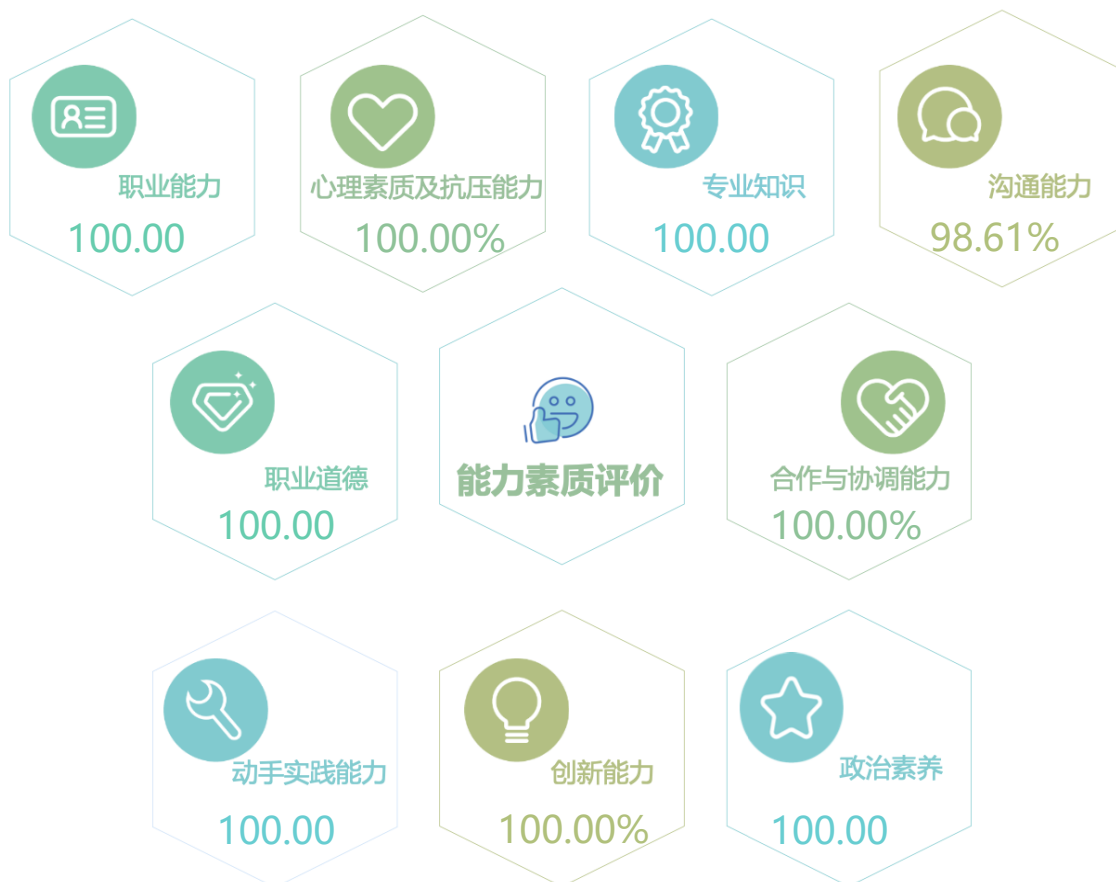 职业能力
100.00
心理素质及抗压能力
100.00%
专业知识
100.00
沟通能力
98.61%
职业道德
100.00
能力素质评价
合作与协调能力
100.00%
动手实践能力
100.00
创新能力
100.00%
政治素养
100.00